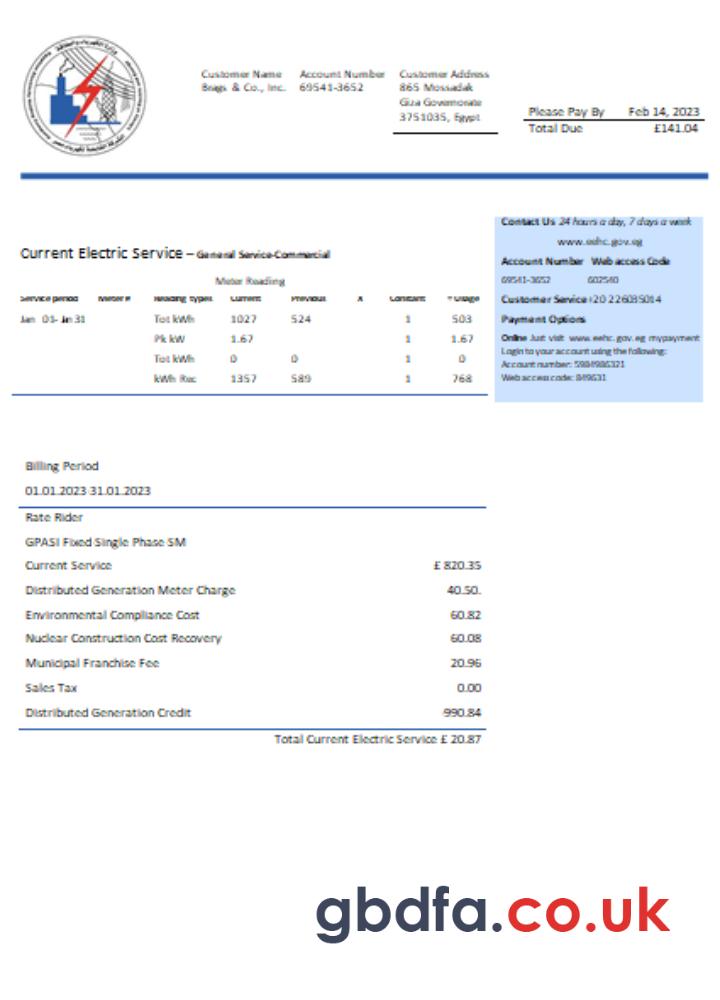 Customer Name Account Number Customer Address
Brags & Co., Inc. 69541-3652 865 Mossadak
Giza Governorate
3751035, Egypt
Please Pay By Feb 14, 2023
Total Due £141.04
Contact Us 24 hours a day, 7 days a week
www.eehc.gov.eg
Account Number Web access Code
69541-3652 602540
Customer Service +20 226035014
Payment Options
Online Just visit www.eehc.gov.eg mypayment
Login to your account using the following:
Account number: 5984986321
Web access code: 849631
Current Electric Service – General Service-Commercial
Meter Reading
Service period Meter # Reading types Current Previous X Constant = Usage
Jan 01- Jn 31 Tot kWh 1027 524 1 503
Pk kW 1.67 1 1.67
Tot kWh 0 0 1 0
kWh Rec 1357 589 1 768
Billing Period
01.01.2023-31.01.2023
Rate Rider
GPASI Fixed Single Phase SM
Current Service £ 820.35
Distributed Generation Meter Charge 40.50.
Environmental Compliance Cost 60.82
Nuclear Construction Cost Recovery 60.08
Municipal Franchise Fee 20.96
Sales Tax 0.00
Distributed Generation Credit -990.84
Total Current Electric Service £ 20.87
gbdfa.co.uk